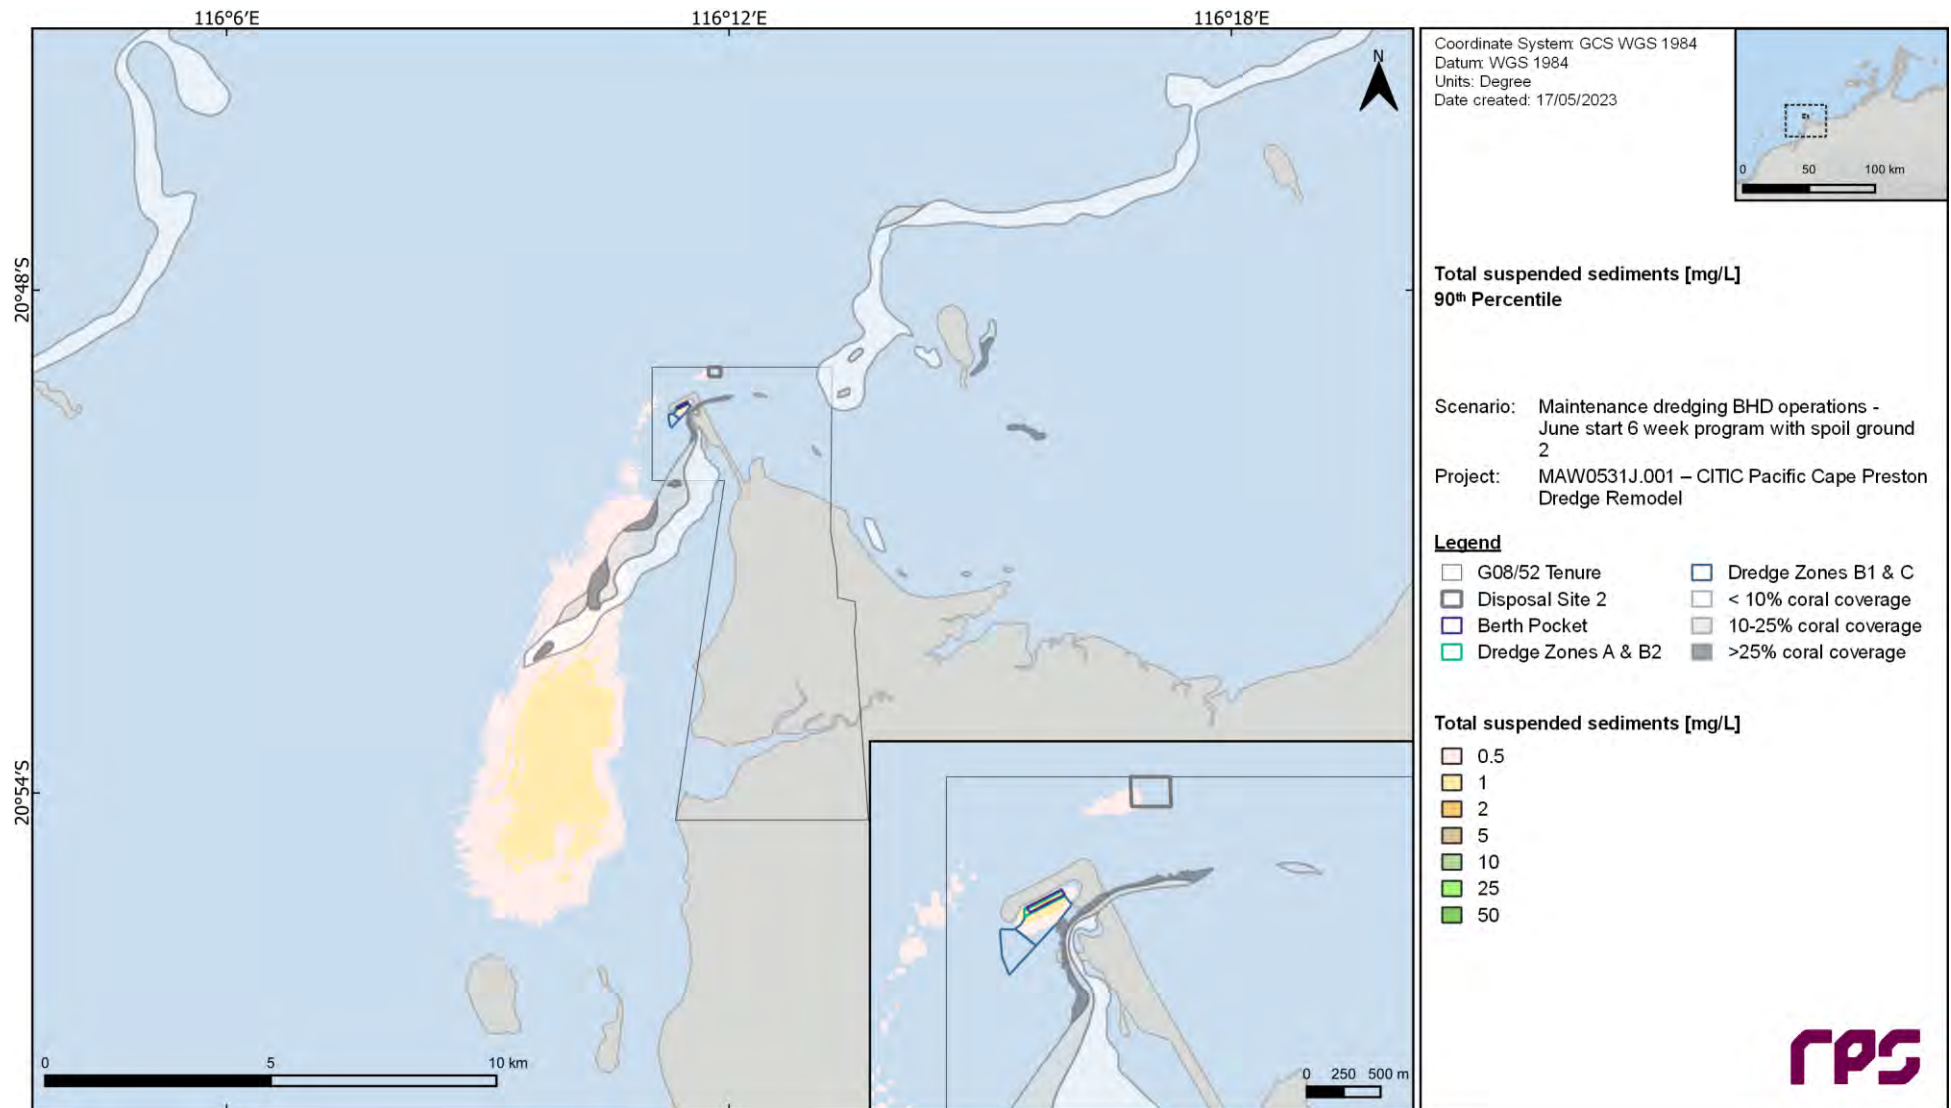 116°6′E
116°12′E
116°18′E
20°48′S
20°54′S
N
0 5 10 km
0 250 500 m
Coordinate System: GCS WGS 1984
Datum: WGS 1984
Units: Degree
Date created: 17/05/2023
0 50 100 km
Total suspended sediments [mg/L]
90th Percentile
Scenario: Maintenance dredging BHD operations -
June start 6 week program with spoil ground
2
Project: MAW0531J.001 – CITIC Pacific Cape Preston
Dredge Remodel
Legend
G08/52 Tenure
Disposal Site 2
Berth Pocket
Dredge Zones A & B2
Dredge Zones B1 & C
< 10% coral coverage
10-25% coral coverage
>25% coral coverage
Total suspended sediments [mg/L]
0.5
1
2
5
10
25
50
rps